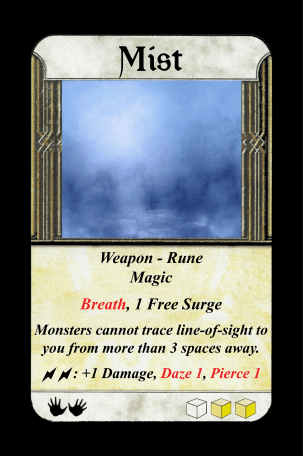 Mist
Weapon - Rune
Magic
Breath, 1 Free Surge
Monsters cannot trace line-of-sight to
you from more than 3 spaces away.
: +1 Damage, Daze 1, Pierce 1